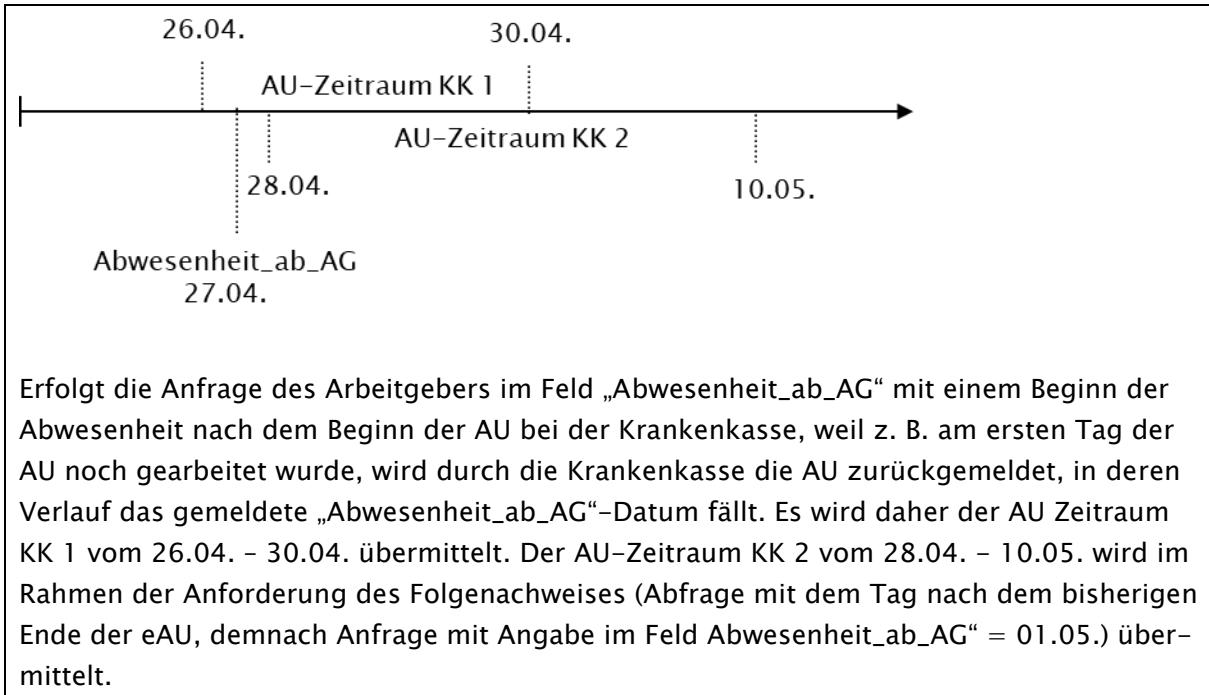 26.04.
30.04.
AU-Zeitraum KK 1
AU-Zeitraum KK 2
28.04.
10.05.
Abwesenheit_ab_AG
27.04.
Erfolgt die Anfrage des Arbeitgebers im Feld „Abwesenheit_ab_AG“ mit einem Beginn der
Abwesenheit nach dem Beginn der AU bei der Krankenkasse, weil z. B. am ersten Tag der
AU noch gearbeitet wurde, wird durch die Krankenkasse die AU zurückgemeldet, in deren
Verlauf das gemeldete „Abwesenheit_ab_AG“-Datum fällt. Es wird daher der AU Zeitraum
KK 1 vom 26.04. – 30.04. übermittelt. Der AU-Zeitraum KK 2 vom 28.04. – 10.05. wird im
Rahmen der Anforderung des Folgenachweises (Abfrage mit dem Tag nach dem bisherigen
Ende der eAU, demnach Anfrage mit Angabe im Feld Abwesenheit_ab_AG“ = 01.05.) über-
mittelt.